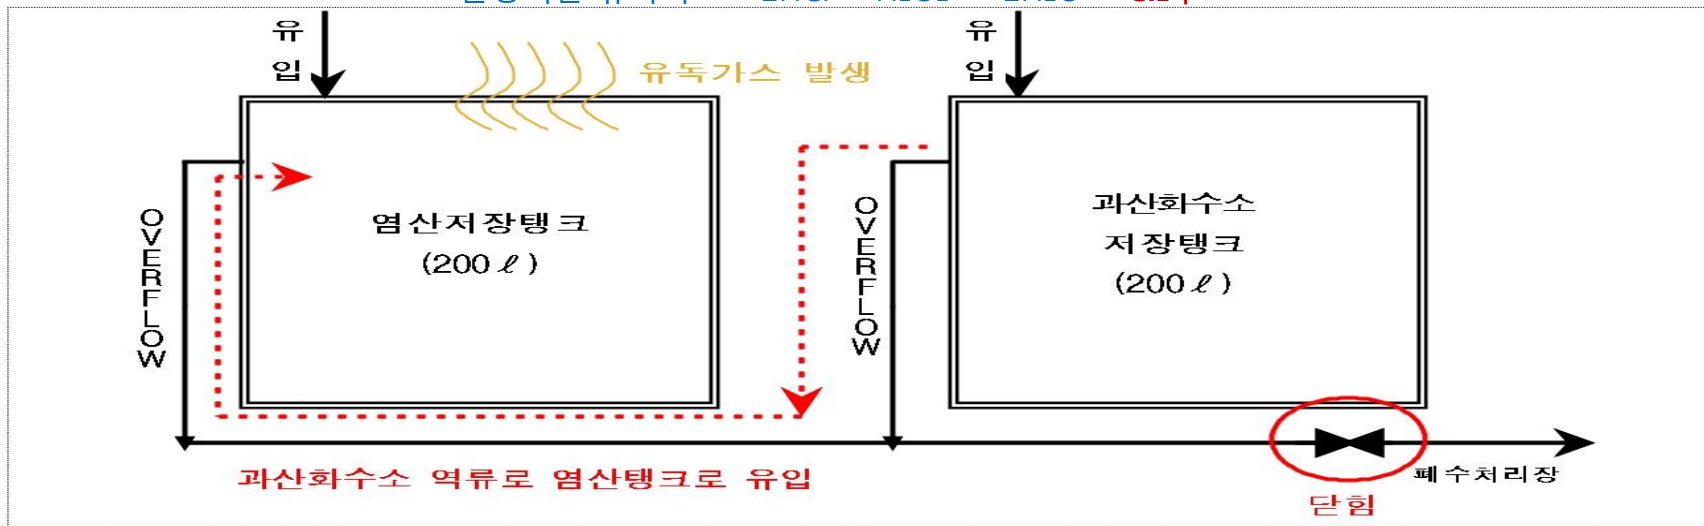 유
입
유독가스 발생
유
입
OVERFLOW
염산저장탱크
(200ℓ)
OVERFLOW
과산화수소
저장탱크
(200ℓ)
과산화수소 역류로 염산탱크로 유입
폐수처리장
닫힘